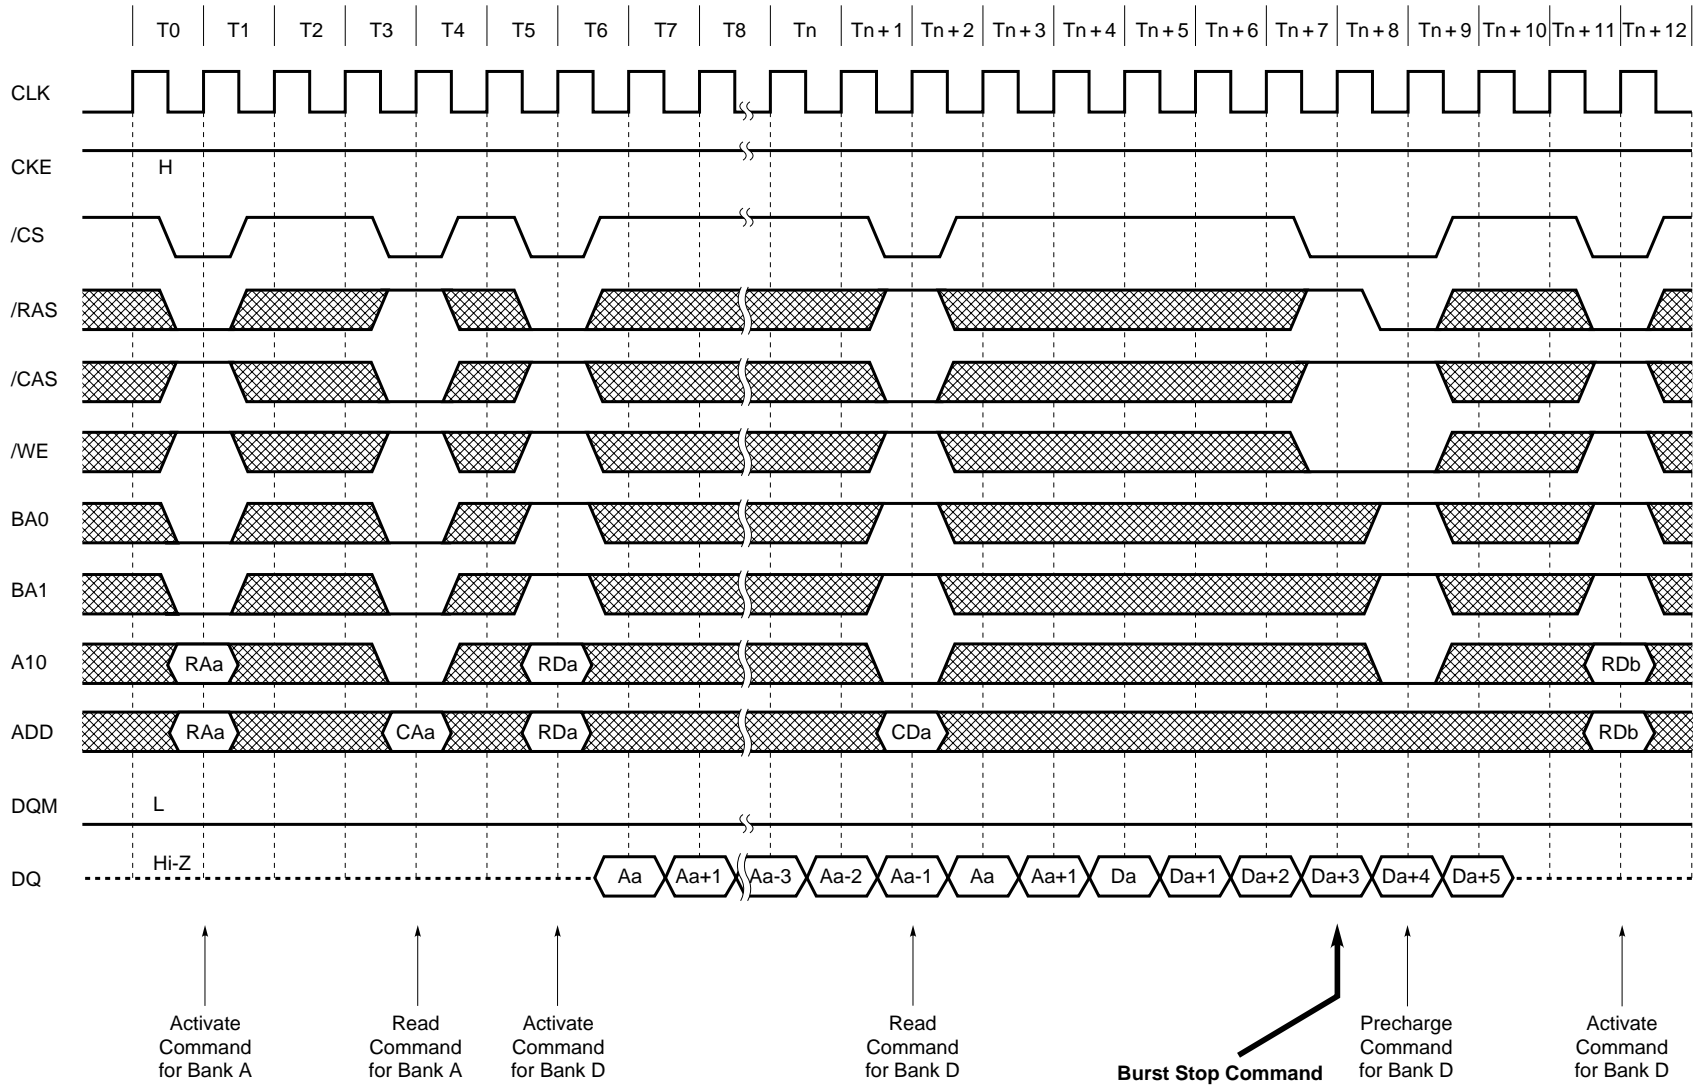 T0 T1 T2 T3 T4 T5 T6 T7 T8 Tn Tn + 1 Tn + 2 Tn + 3 Tn + 4 Tn + 5 Tn + 6 Tn + 7 Tn + 8 Tn + 9 Tn + 10 Tn + 11 Tn + 12
CLK
CKE H
/CS
/RAS
/CAS
/WE
BA0
BA1
A10 RAa RDa RDb
ADD RAa CAa RDa CDa RDb
DQM L
Hi-Z
DQ Aa Aa+1 Aa-3 Aa-2 Aa-1 Aa Aa+1 Da Da+1 Da+2 Da+3 Da+4 Da+5
Activate
Command
for Bank A
Read
Command
for Bank A
Activate
Command
for Bank D
Read
Command
for Bank D
Burst Stop Command
Precharge
Command
for Bank D
Activate
Command
for Bank D